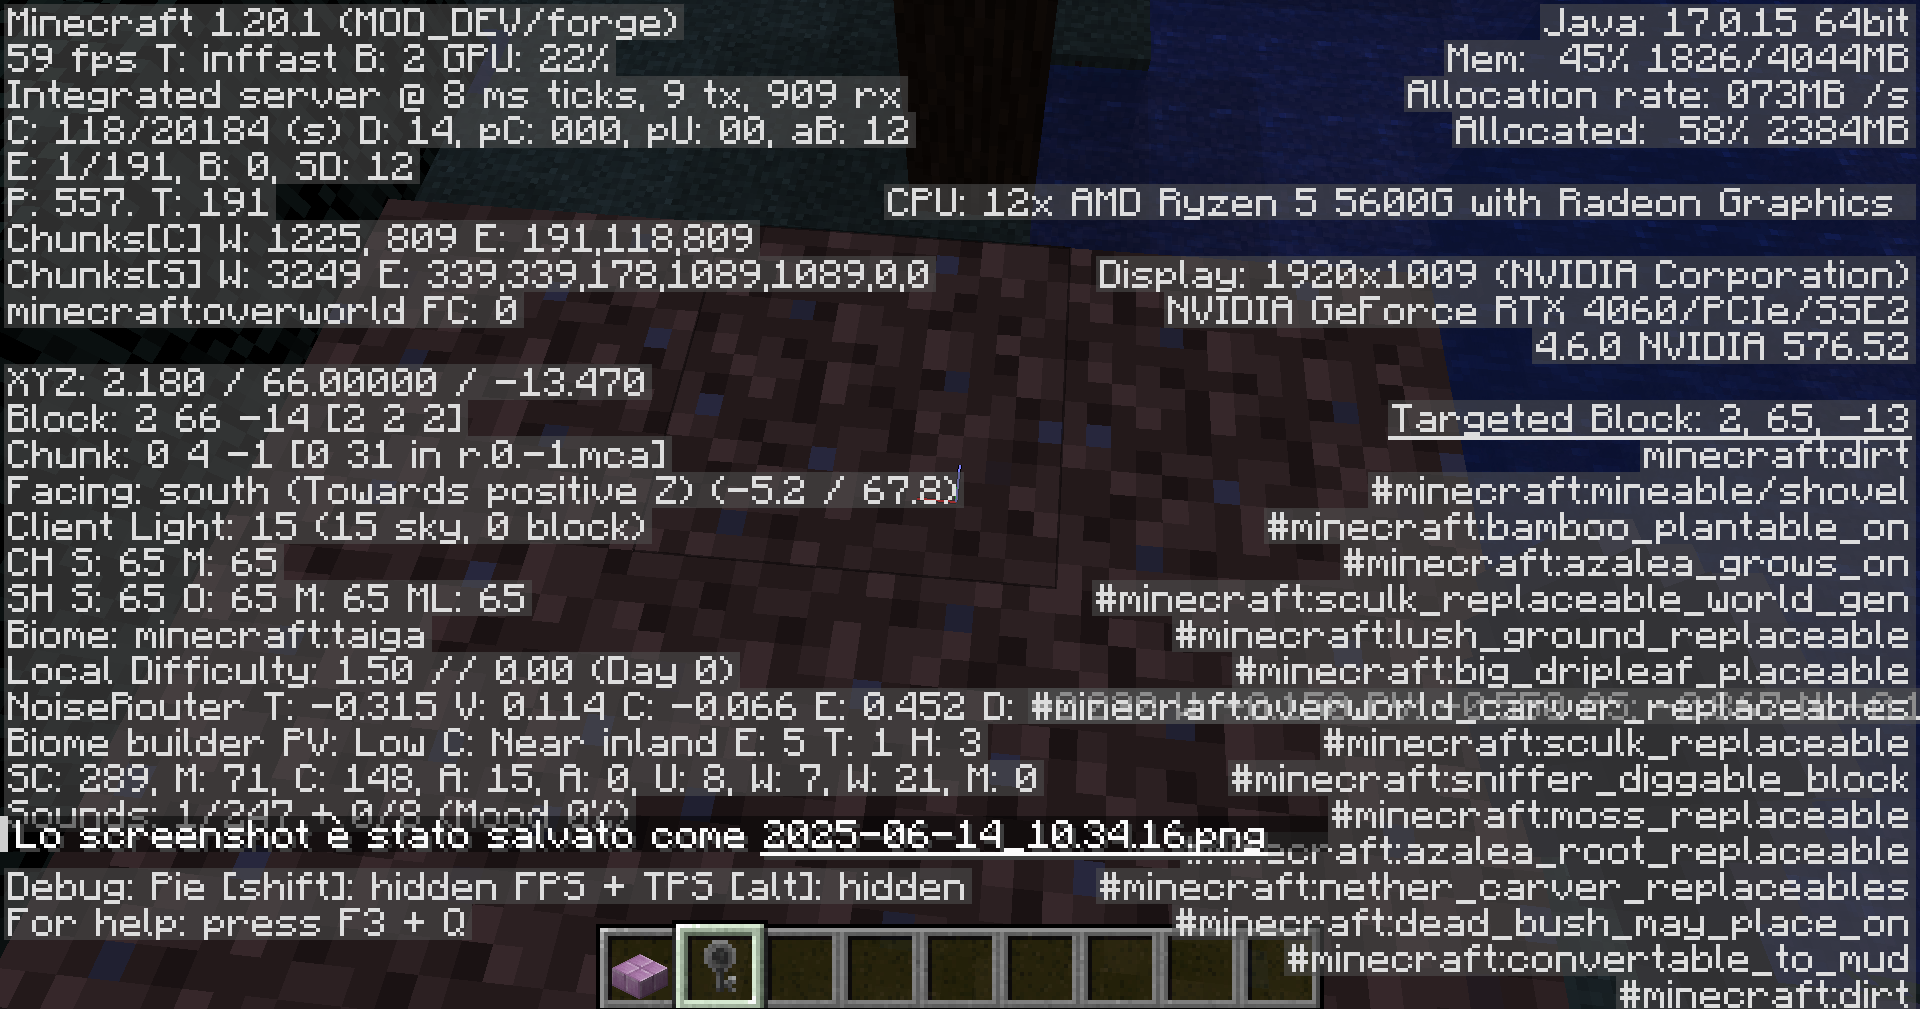 Minecraft 1.20.1 (MOD_DEV/forge)
59 fps T: inffast B: 2 GPU: 22%
Integrated server @ 8 ms ticks, 9 tx, 909 rx
C: 118/20184 (s) D: 14, pC: 000, pU: 00, aB: 12
E: 1/191, B: 0, SD: 12
P: 557. T: 191
Chunks[C] W: 1225, 809 E: 191,118,809
Chunks[S] W: 3249 E: 339,339,178,1089,1089,0,0
minecraft:overworld FC: 0
XYZ: 2.180 / 66.00000 / -13.470
Block: 2 66 -14 [2 2 2]
Chunk: 0 4 -1 [0 31 in r.0.-1.mca]
Facing: south (Towards positive Z) (-5.2 / 67.8)
Client Light: 15 (15 sky, 0 block)
CH S: 65 M: 65
SH S: 65 O: 65 M: 65 ML: 65
Biome: minecraft:taiga
Local Difficulty: 1.50 // 0.00 (Day 0)
NoiseRouter T: -0.315 V: 0.114 C: -0.066 E: 0.452 D:
Biome builder PV: Low C: Near inland E: 5 T: 1 H: 3
SC: 289, M: 71, C: 148, A: 15, A: 0, U: 8, W: 7, W: 21, M: 0
Sounds: 1/247 + 0/8 (Mood 0%)
Lo screenshot è stato salvato come 2025-06-14_10.34.16.png
Debug: Pie [shift]: hidden FPS + TPS [alt]: hidden
For help: press F3 + Q
Java: 17.0.15 64bit
Mem: 45% 1826/4044MB
Allocation rate: 073MB /s
Allocated: 58% 2384MB
CPU: 12x AMD Ryzen 5 5600G with Radeon Graphics
Display: 1920x1009 (NVIDIA Corporation)
NVIDIA GeForce RTX 4060/PCIe/SSE2
4.6.0 NVIDIA 576.52
Targeted Block: 2, 65, -13
minecraft:dirt
#minecraft:mineable/shovel
#minecraft:bamboo_plantable_on
#minecraft:azalea_grows_on
#minecraft:sculk_replaceable_world_gen
#minecraft:lush_ground_replaceable
#minecraft:big_dripleaf_placeable
#minecraft:overworld_carver_replaceables
#minecraft:sculk_replaceable
#minecraft:sniffer_diggable_block
#minecraft:moss_replaceable
#minecraft:azalea_root_replaceable
#minecraft:nether_carver_replaceables
#minecraft:dead_bush_may_place_on
#minecraft:convertable_to_mud
#minecraft:dirt